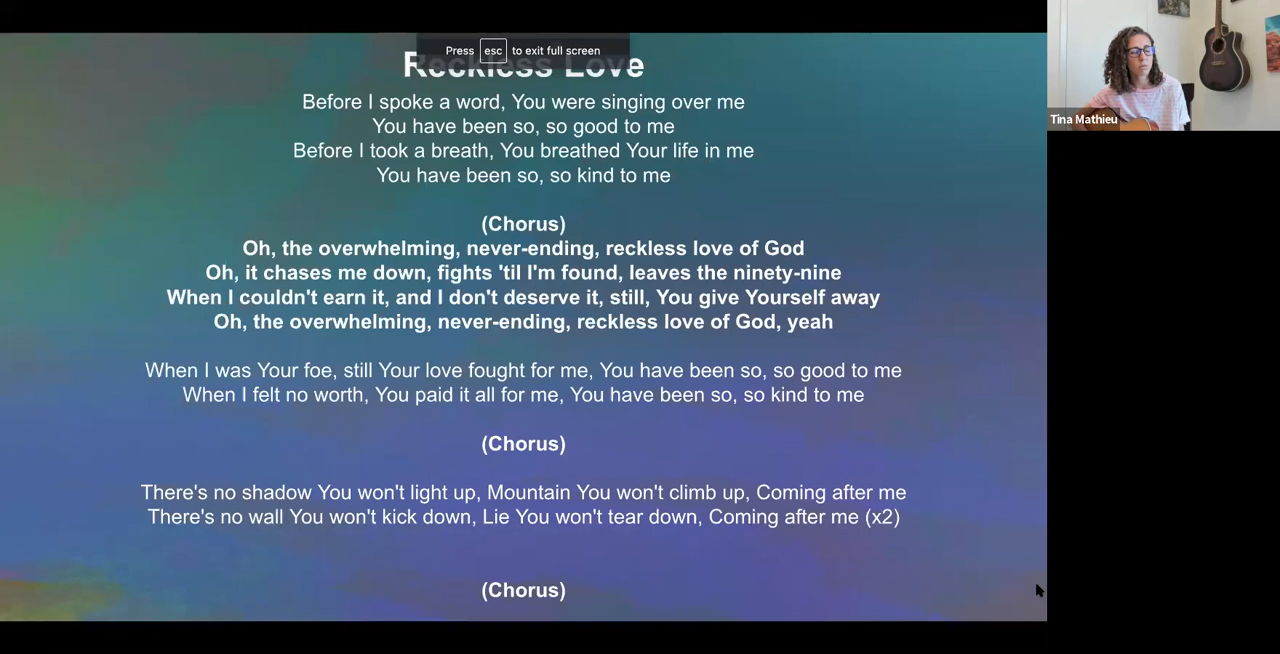 Press esc to exit full screen
Reckless Love
Before I spoke a word, You were singing over me
You have been so, so good to me
Before I took a breath, You breathed Your life in me
You have been so, so kind to me
(Chorus)
Oh, the overwhelming, never-ending, reckless love of God
Oh, it chases me down, fights 'til I'm found, leaves the ninety-nine
When I couldn't earn it, and I don't deserve it, still, You give Yourself away
Oh, the overwhelming, never-ending, reckless love of God, yeah
When I was Your foe, still Your love fought for me, You have been so, so good to me
When I felt no worth, You paid it all for me, You have been so, so kind to me
(Chorus)
There's no shadow You won't light up, Mountain You won't climb up, Coming after me
There's no wall You won't kick down, Lie You won't tear down, Coming after me (x2)
(Chorus)
Tina Mathieu